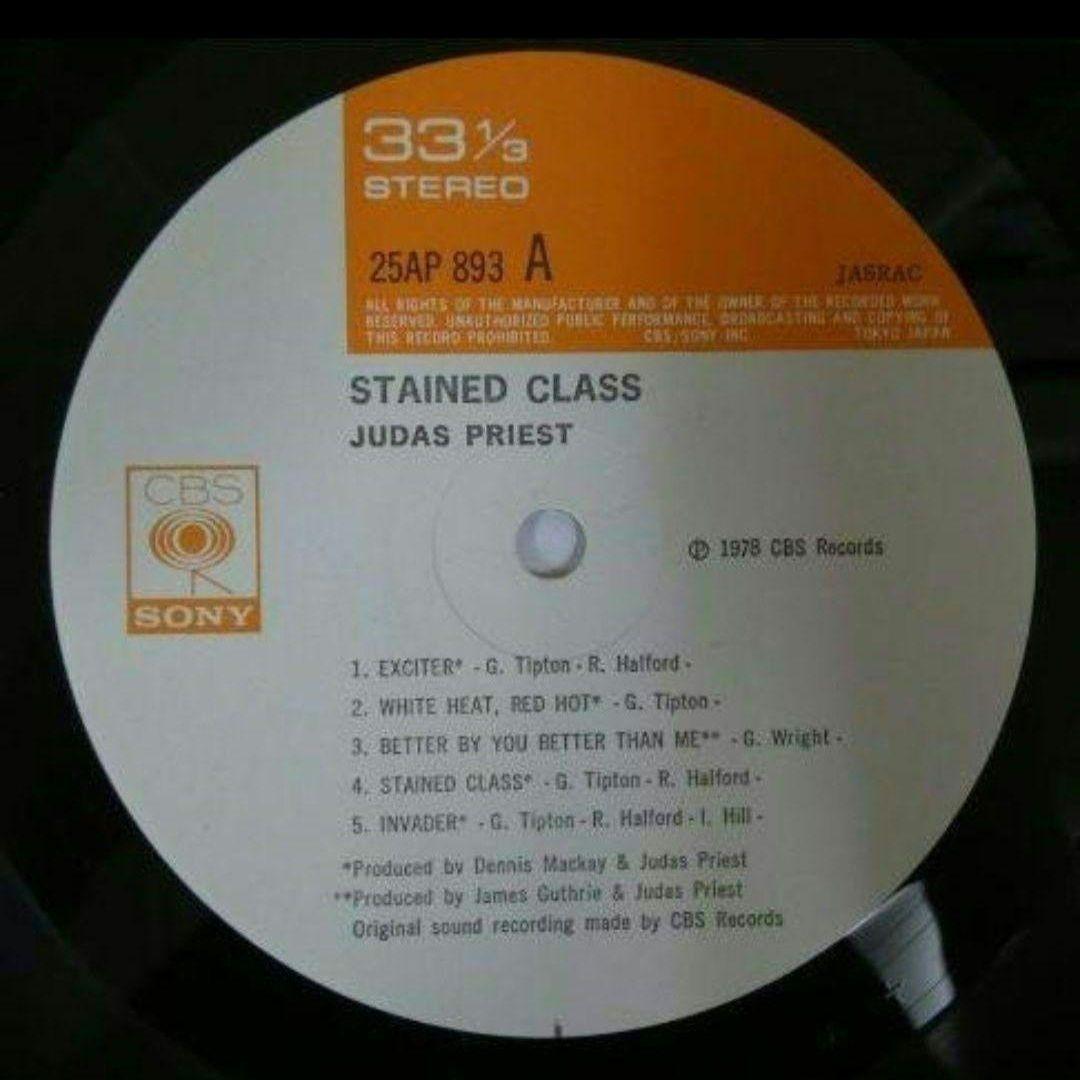 33 1/3
STEREO
25AP 893 A
JASRAC
ALL RIGHTS OF THE MANUFACTURER AND OF THE OWNER OF THE RECORDED WORK
RESERVED. UNAUTHORIZED PUBLIC PERFORMANCE, BROADCASTING AND COPYING OF
THIS RECORD PROHIBITED. CBS/SONY INC. TOKYO JAPAN
STAINED CLASS
JUDAS PRIEST
CBS
SONY
℗ 1978 CBS Records
1. EXCITER* - G. Tipton - R. Halford -
2. WHITE HEAT, RED HOT* - G. Tipton -
3. BETTER BY YOU BETTER THAN ME** - G. Wright -
4. STAINED CLASS* - G. Tipton - R. Halford -
5. INVADER* - G. Tipton - R. Halford - I. Hill -
*Produced by Dennis Mackay & Judas Priest
**Produced by James Guthrie & Judas Priest
Original sound recording made by CBS Records